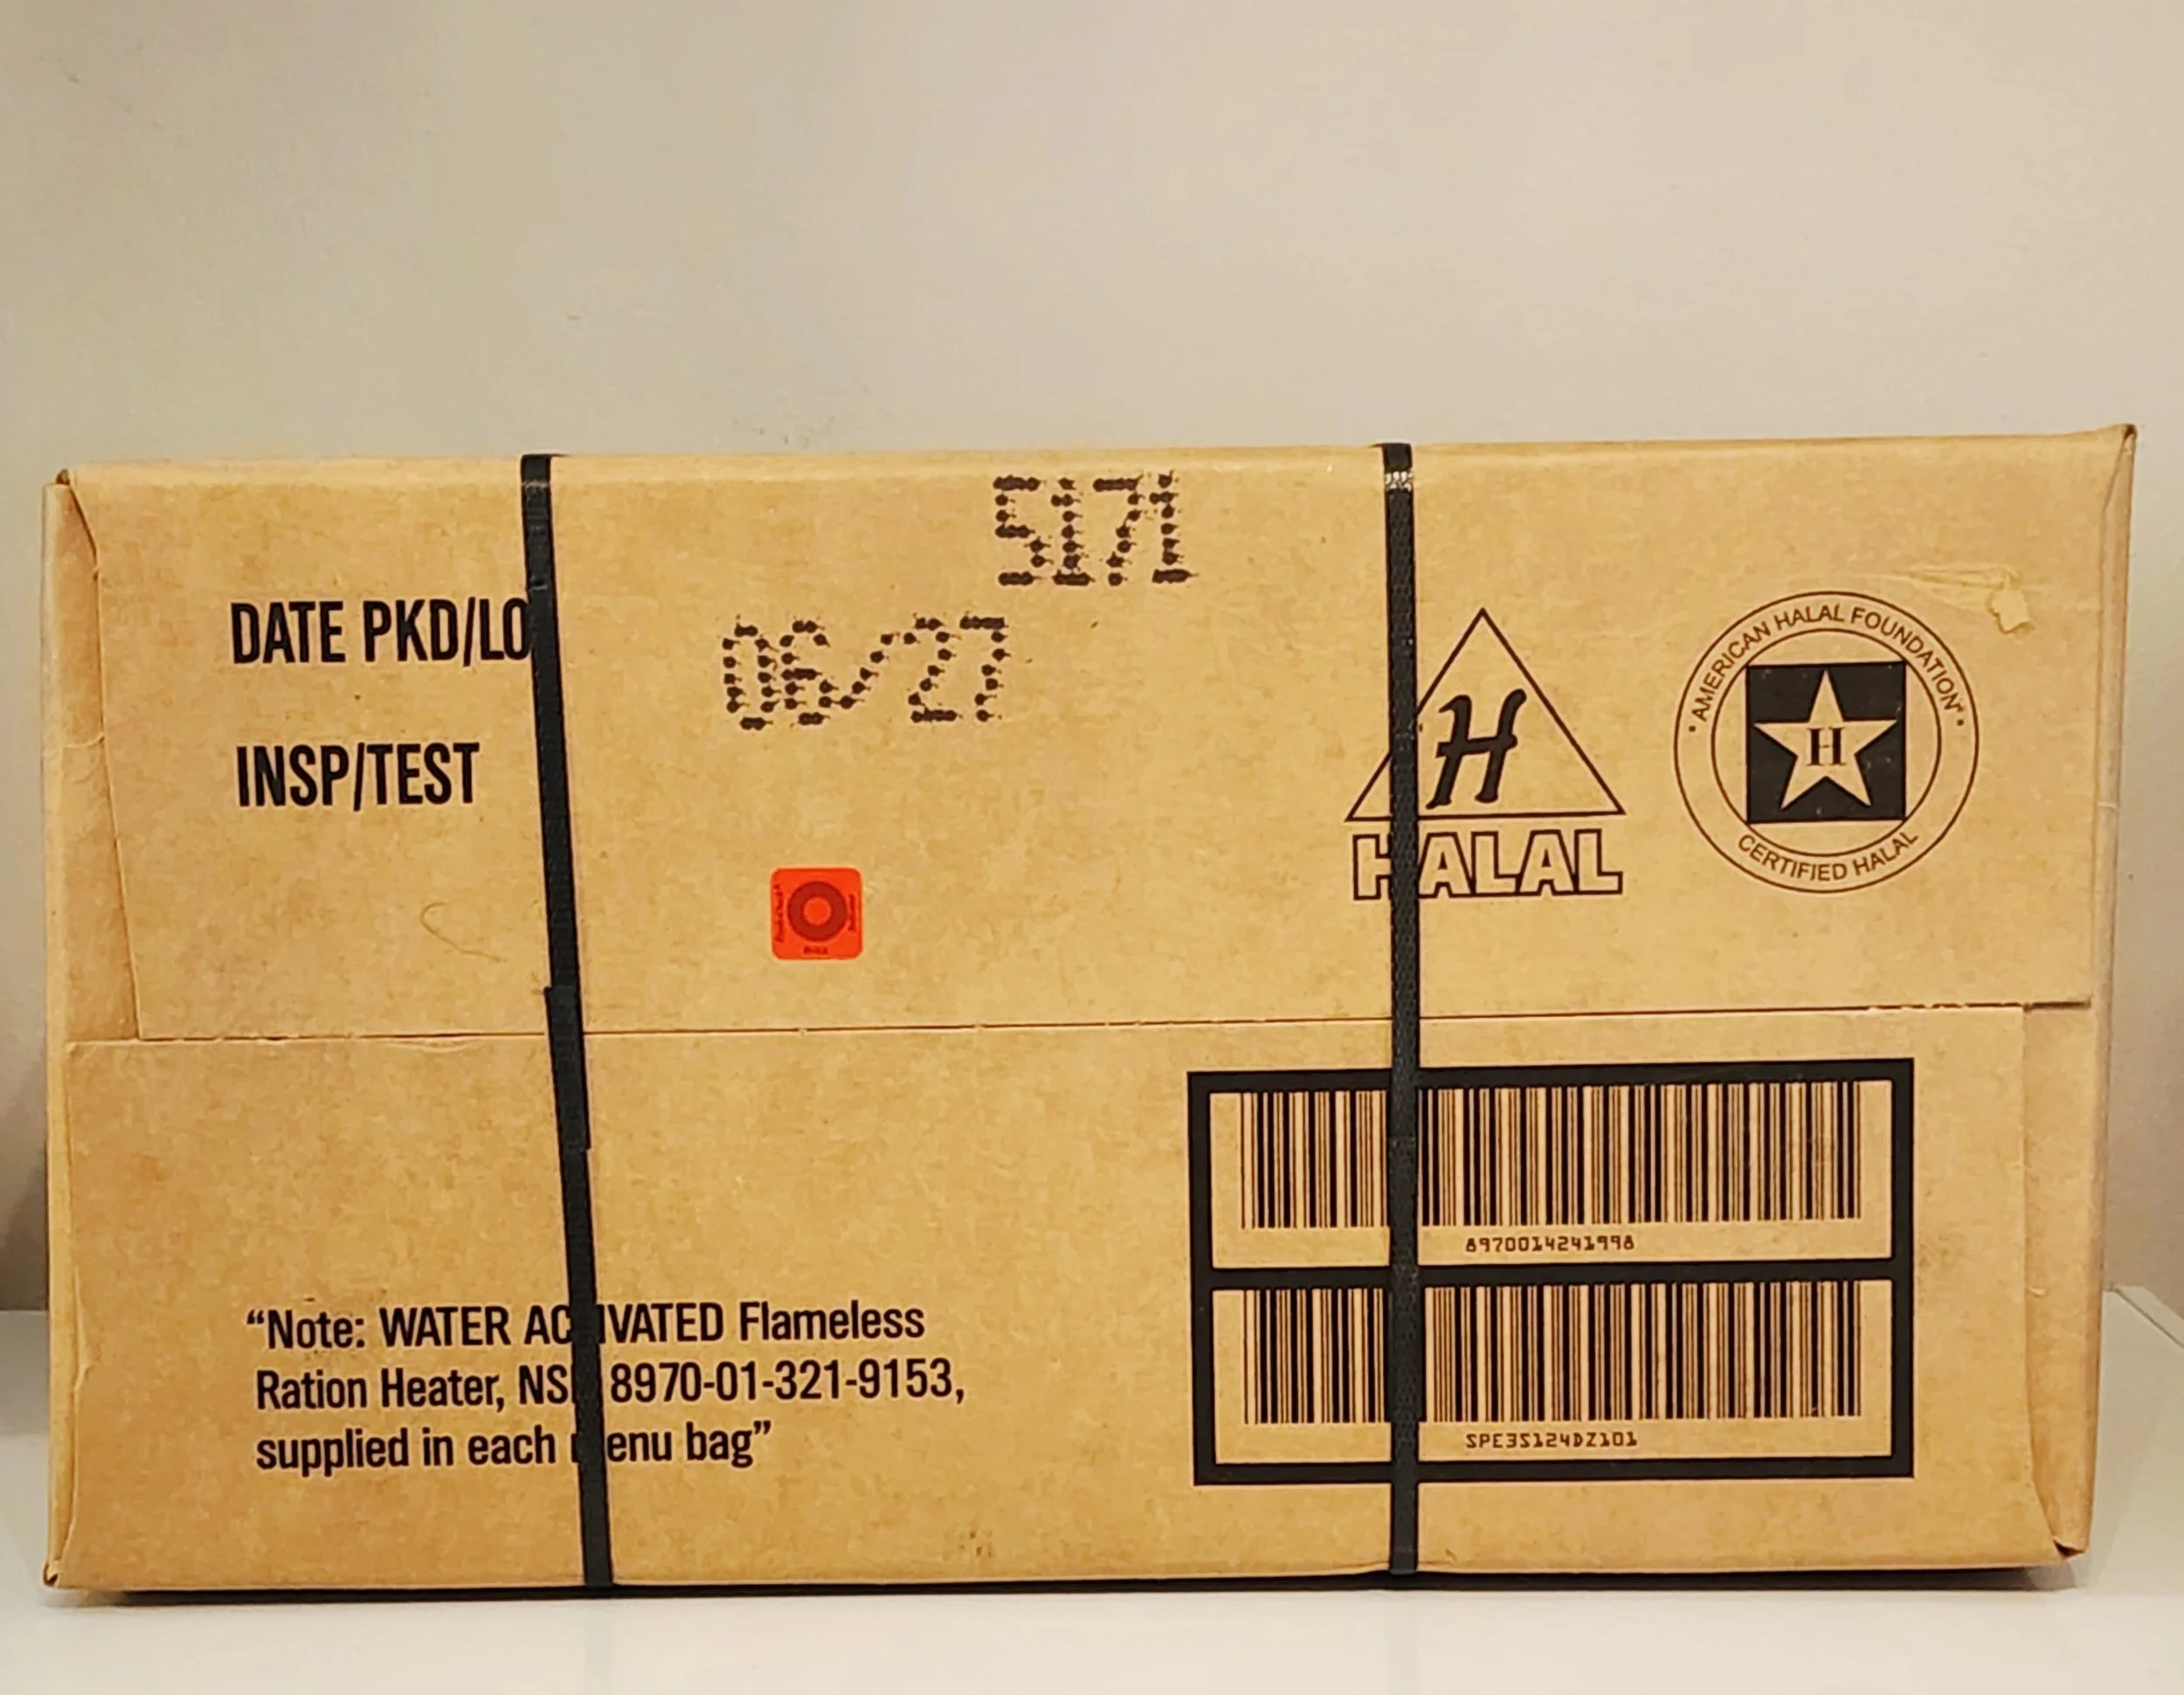 5171
DATE PKD/LO
06/27
INSP/TEST
H
HALAL
AMERICAN HALAL FOUNDATION
H
CERTIFIED HALAL
8970014241998
SPE3S124DZ101
“Note: WATER AC IVATED Flameless
Ration Heater, NS 8970-01-321-9153,
supplied in each enu bag”